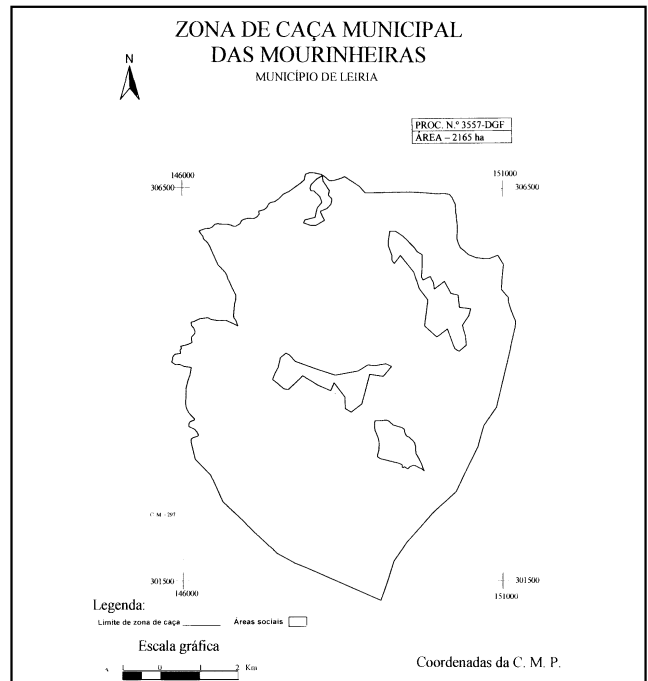 ZONA DE CAÇA MUNICIPAL
DAS MOURINHEIRAS
MUNICÍPIO DE LEIRIA
N
PROC. N.º 3557-DGF
ÁREA – 2165 ha
146000
306500
151000
306500
C. M. - 297
301500
146000
301500
151000
Legenda:
Limite de zona de caça
Áreas sociais
Escala gráfica
1 0 1 2 Km
Coordenadas da C. M. P.